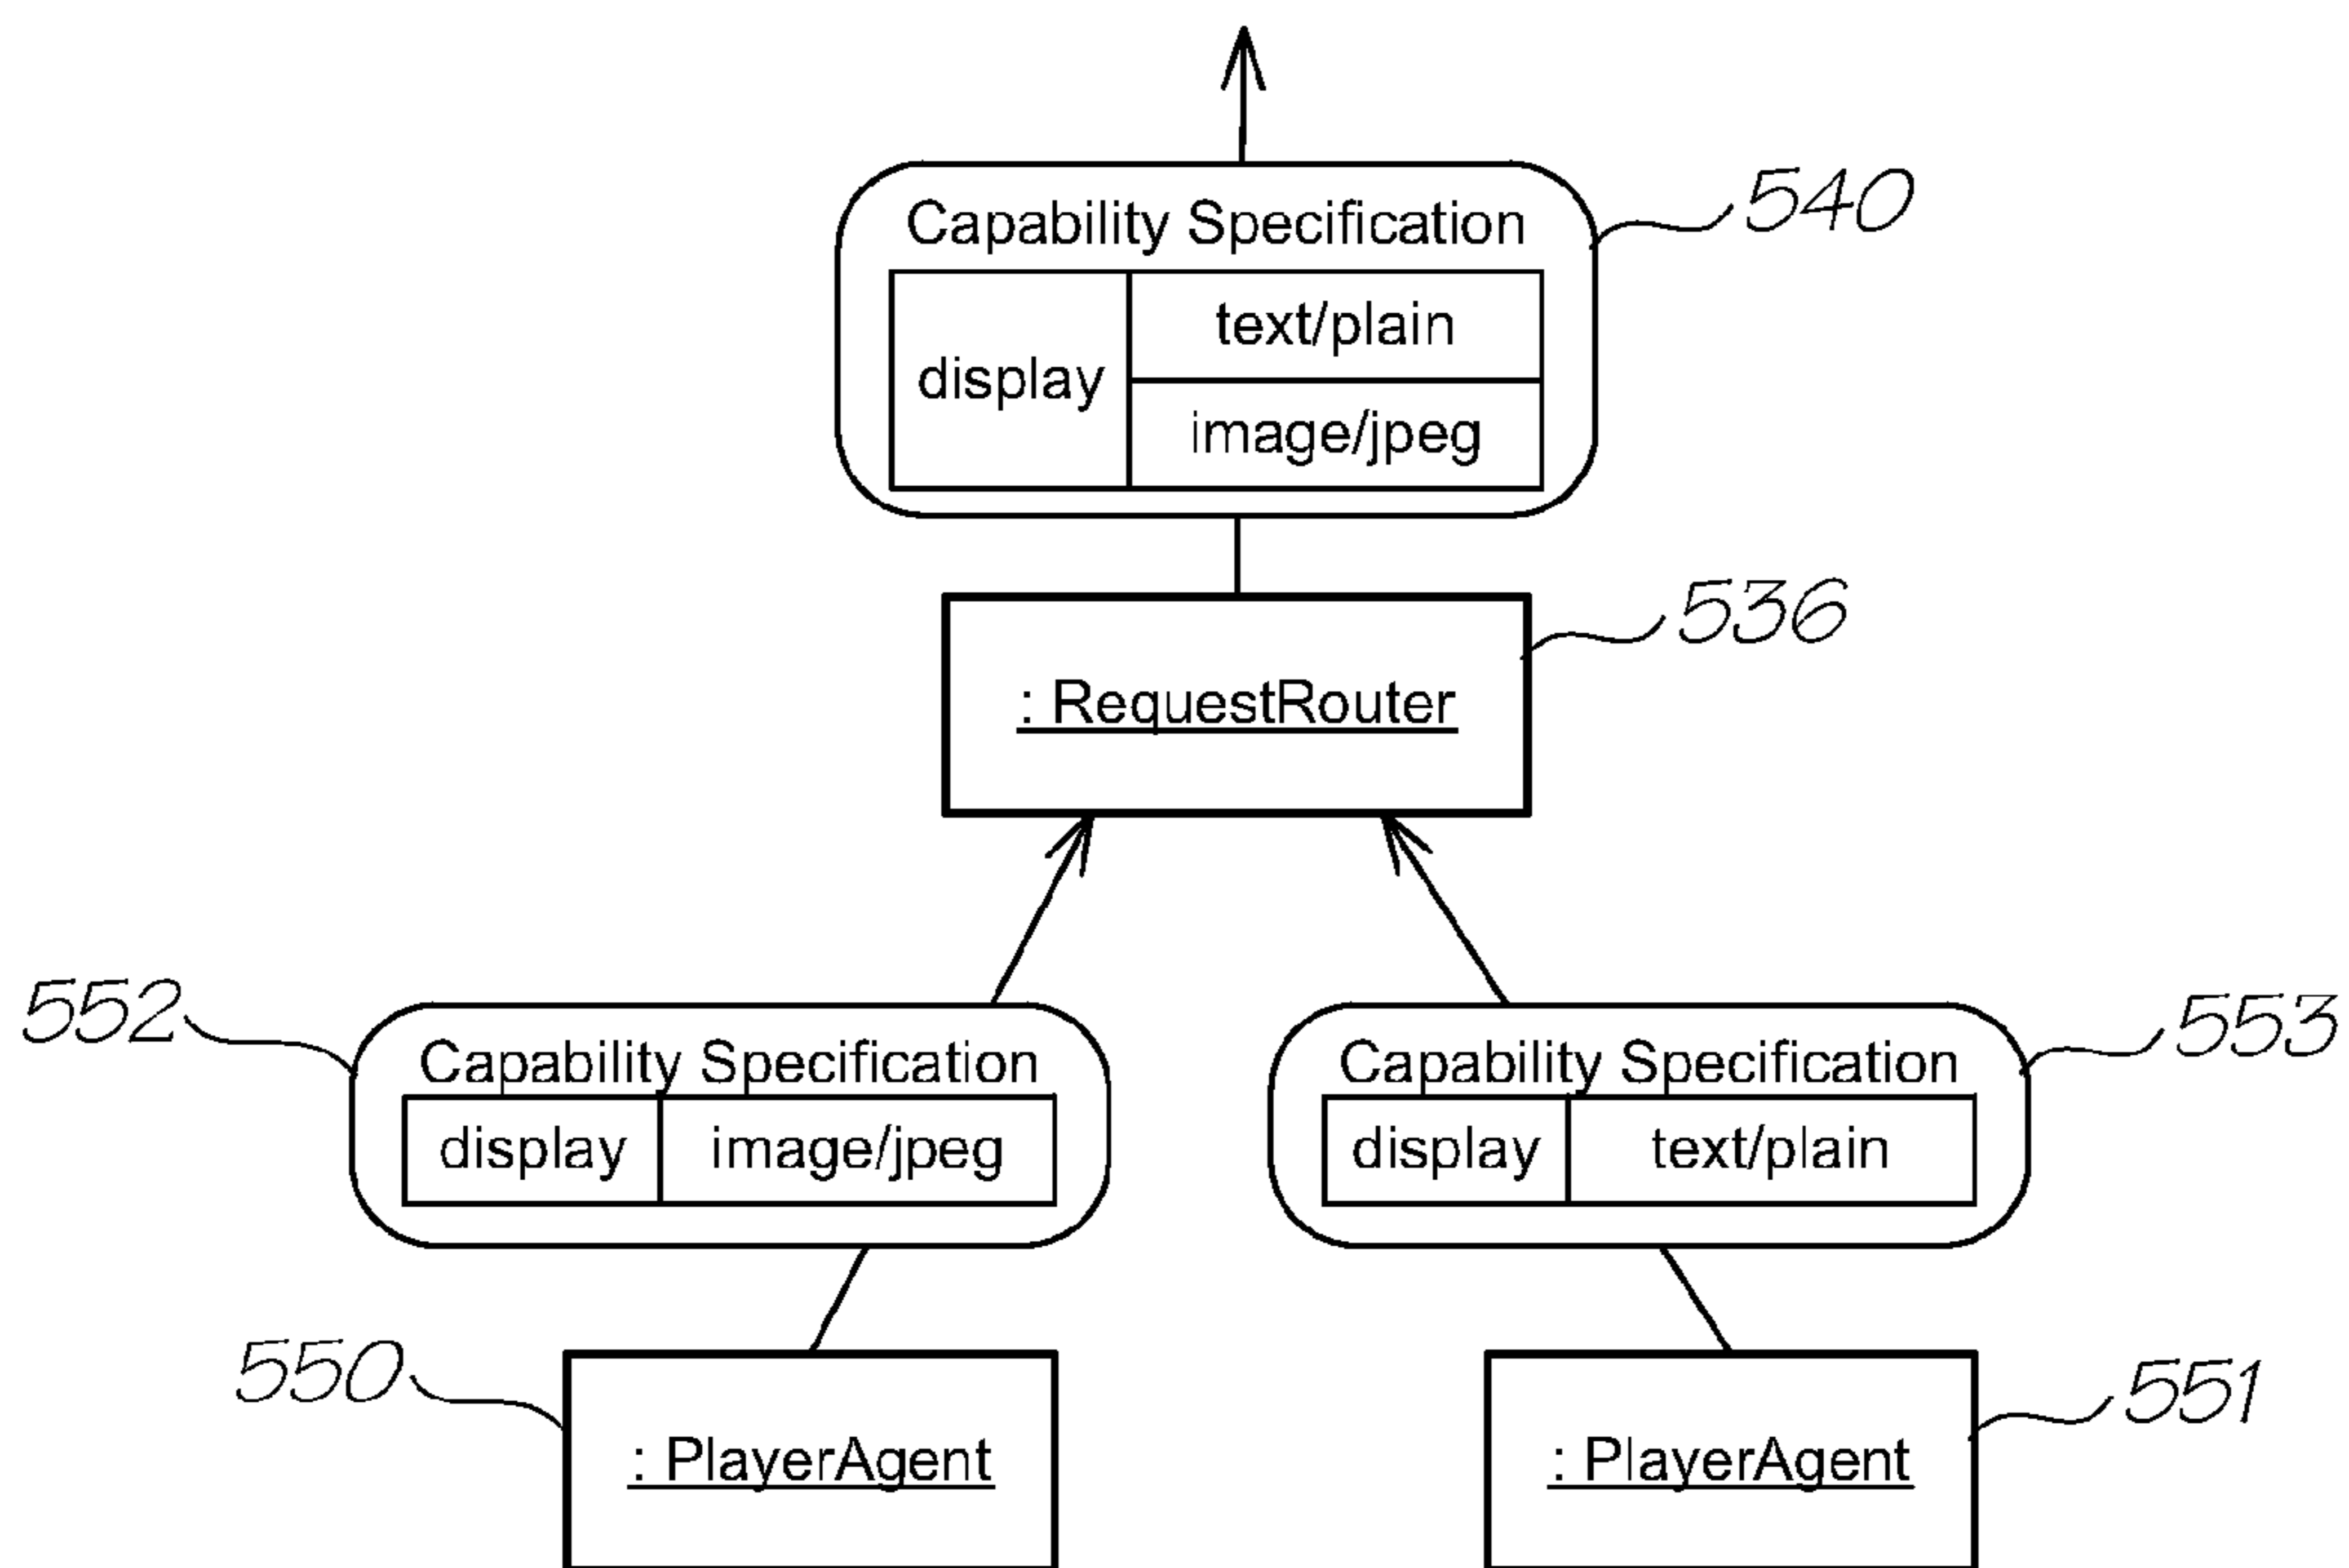 Capability Specification
540
display
text/plain
image/jpeg
536
: RequestRouter
552
Capability Specification
display
image/jpeg
553
Capability Specification
display
text/plain
550
: PlayerAgent
551
: PlayerAgent